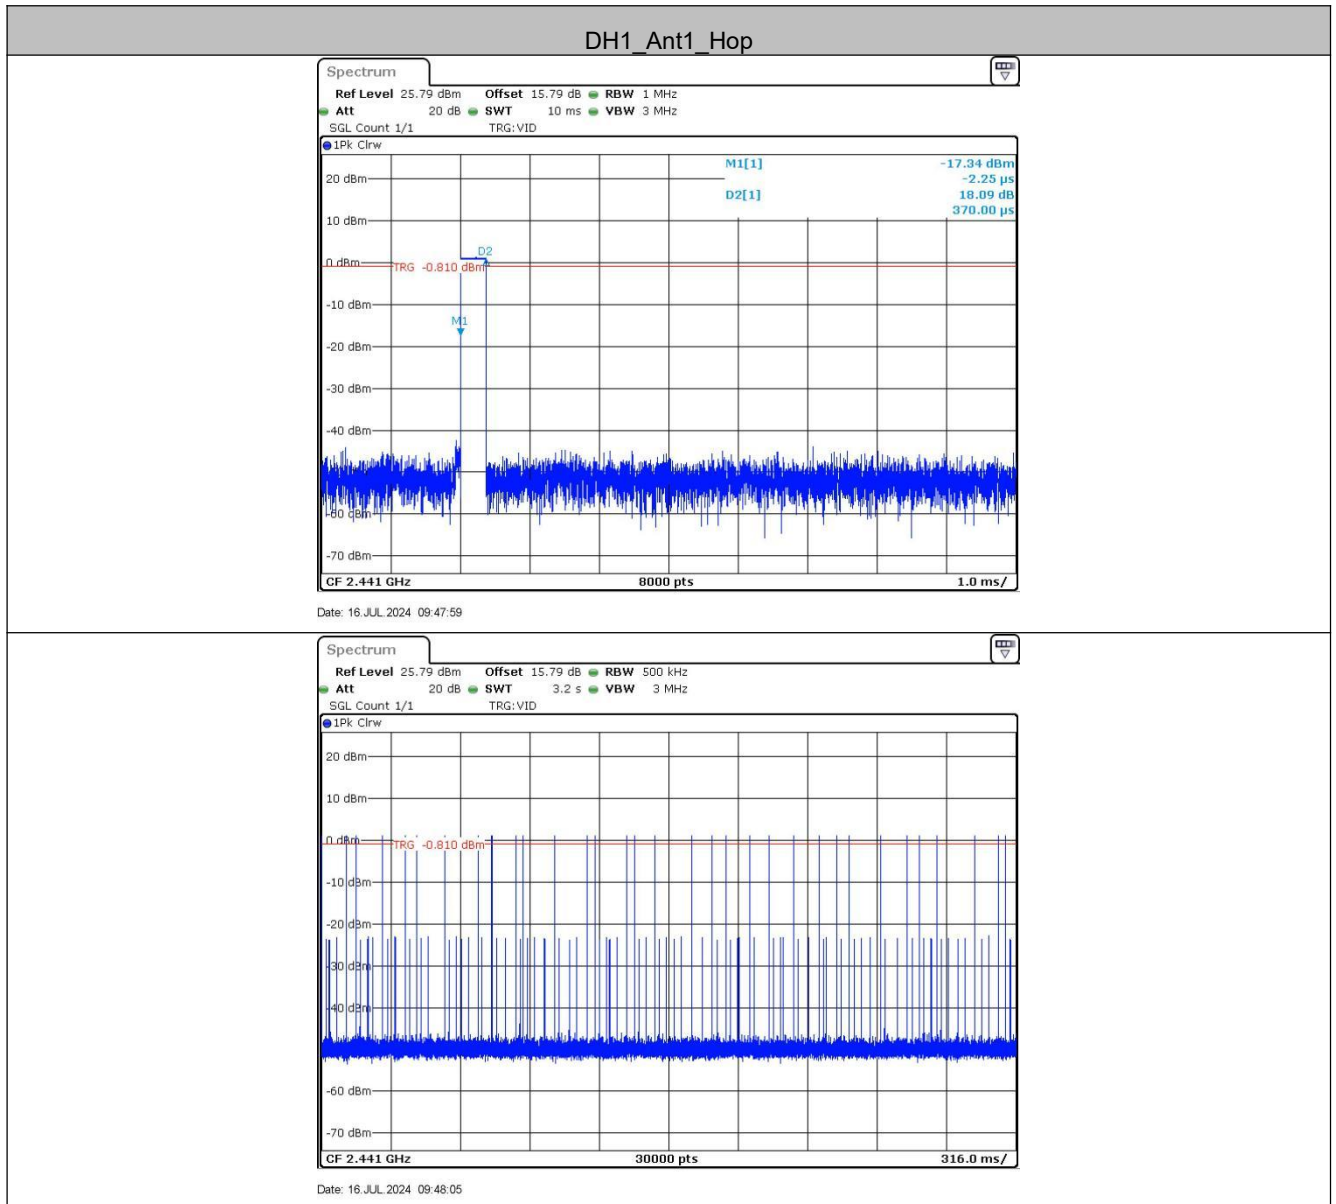 DH1_Ant1_Hop
Spectrum
Ref Level 25.79 dBm Offset 15.79 dB RBW 1 MHz
Att 20 dB SWT 10 ms VBW 3 MHz
SGL Count 1/1 TRG:VID
1Pk Clrw
M1[1] -17.34 dBm
-2.25 µs
D2[1] 18.09 dB
370.00 µs
20 dBm
10 dBm
D2
0 dBm
TRG -0.810 dBm
-10 dBm
M1
-20 dBm
-30 dBm
-40 dBm
-60 dBm
-70 dBm
CF 2.441 GHz 8000 pts 1.0 ms/
Date: 16.JUL.2024 09:47:59
Spectrum
Ref Level 25.79 dBm Offset 15.79 dB RBW 500 kHz
Att 20 dB SWT 3.2 s VBW 3 MHz
SGL Count 1/1 TRG:VID
1Pk Clrw
20 dBm
10 dBm
0 dBm
TRG -0.810 dBm
-10 dBm
-20 dBm
-30 dBm
-40 dBm
-60 dBm
-70 dBm
CF 2.441 GHz 30000 pts 316.0 ms/
Date: 16.JUL.2024 09:48:05